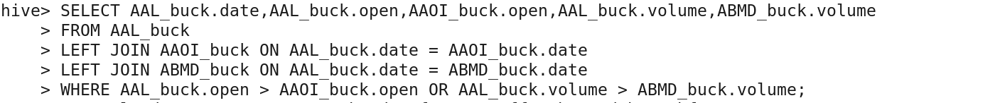 hive> SELECT AAL_buck.date,AAL_buck.open,AAOI_buck.open,AAL_buck.volume,ABMD_buck.volume
    > FROM AAL_buck
    > LEFT JOIN AAOI_buck ON AAL_buck.date = AAOI_buck.date
    > LEFT JOIN ABMD_buck ON AAL_buck.date = ABMD_buck.date
    > WHERE AAL_buck.open > AAOI_buck.open OR AAL_buck.volume > ABMD_buck.volume;